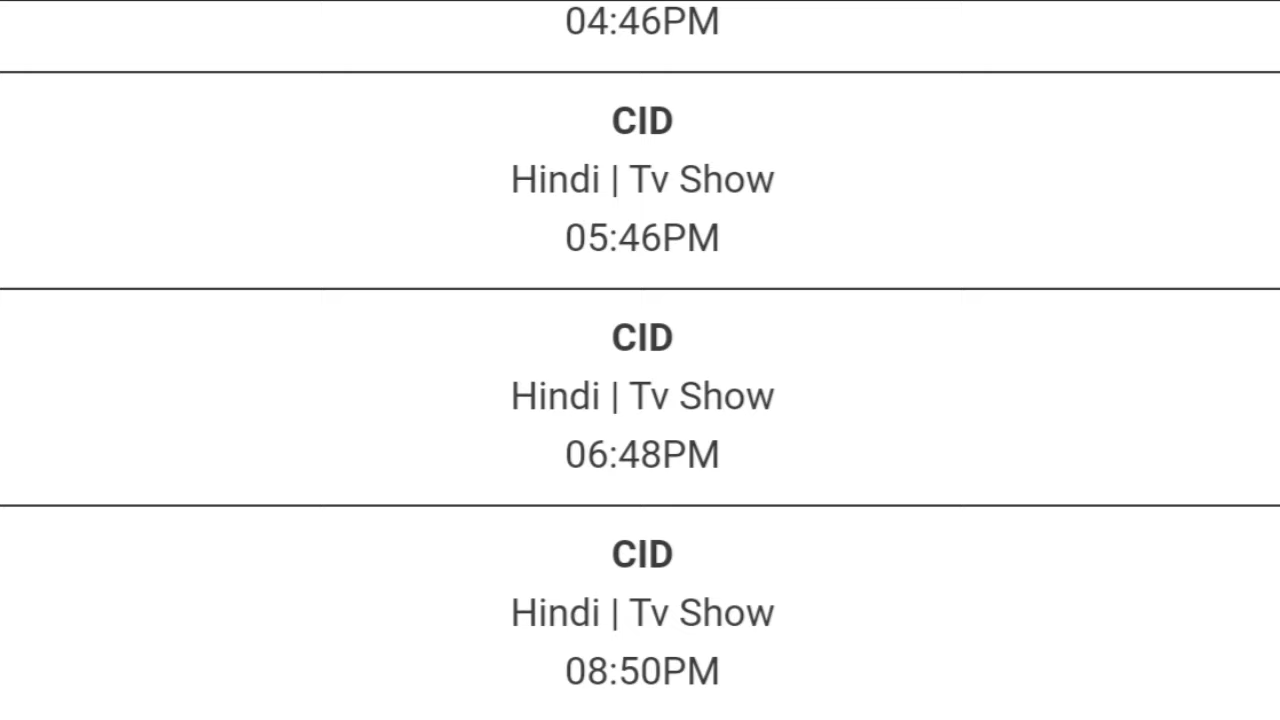 04:46PM
CID
Hindi | Tv Show
05:46PM
CID
Hindi | Tv Show
06:48PM
CID
Hindi | Tv Show
08:50PM